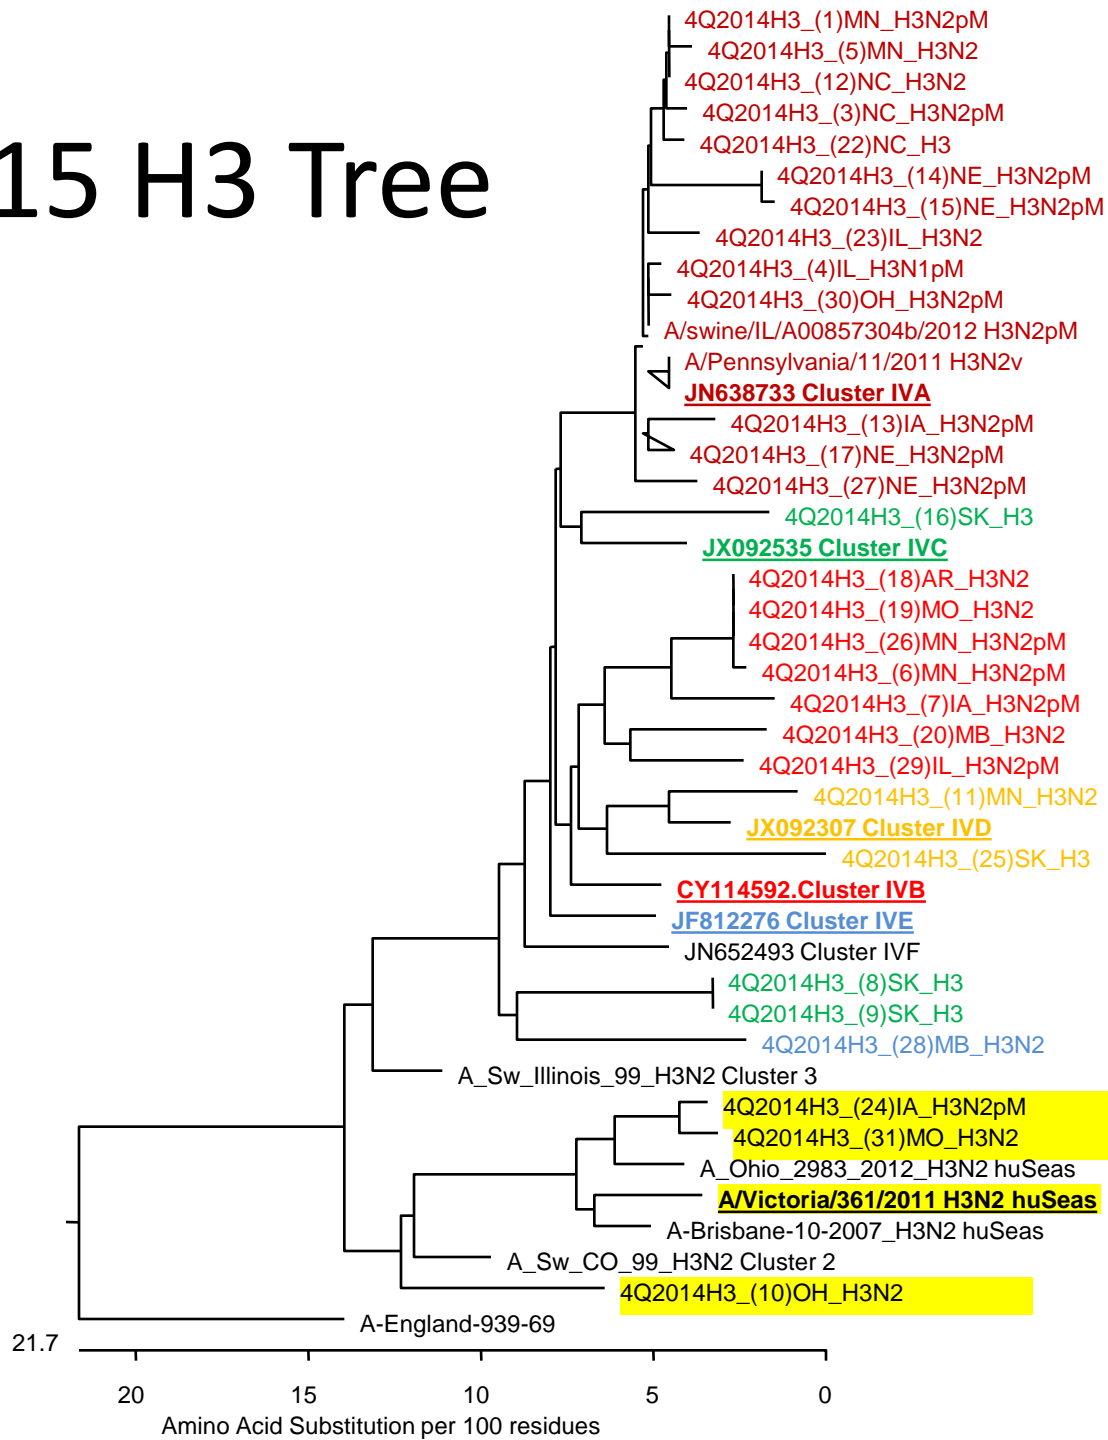 4Q2014H3_(1)MN_H3N2pM
4Q2014H3_(5)MN_H3N2
4Q2014H3_(12)NC_H3N2
4Q2014H3_(3)NC_H3N2pM
4Q2014H3_(22)NC_H3
15 H3 Tree
4Q2014H3_(14)NE_H3N2pM
4Q2014H3_(15)NE_H3N2pM
4Q2014H3_(23)IL_H3N2
4Q2014H3_(4)IL_H3N1pM
4Q2014H3_(30)OH_H3N2pM
A/swine/IL/A00857304b/2012 H3N2pM
A/Pennsylvania/11/2011 H3N2v
JN638733 Cluster IVA
4Q2014H3_(13)IA_H3N2pM
4Q2014H3_(17)NE_H3N2pM
4Q2014H3_(27)NE_H3N2pM
4Q2014H3_(16)SK_H3
JX092535 Cluster IVC
4Q2014H3_(18)AR_H3N2
4Q2014H3_(19)MO_H3N2
4Q2014H3_(26)MN_H3N2pM
4Q2014H3_(6)MN_H3N2pM
4Q2014H3_(7)IA_H3N2pM
4Q2014H3_(20)MB_H3N2
4Q2014H3_(29)IL_H3N2pM
4Q2014H3_(11)MN_H3N2
JX092307 Cluster IVD
4Q2014H3_(25)SK_H3
CY114592.Cluster IVB
JF812276 Cluster IVE
JN652493 Cluster IVF
4Q2014H3_(8)SK_H3
4Q2014H3_(9)SK_H3
4Q2014H3_(28)MB_H3N2
A_Sw_Illinois_99_H3N2 Cluster 3
4Q2014H3_(24)IA_H3N2pM
4Q2014H3_(31)MO_H3N2
A_Ohio_2983_2012_H3N2 huSeas
A/Victoria/361/2011 H3N2 huSeas
A-Brisbane-10-2007_H3N2 huSeas
A_Sw_CO_99_H3N2 Cluster 2
4Q2014H3_(10)OH_H3N2
A-England-939-69
21.7
20 15 10 5 0
Amino Acid Substitution per 100 residues